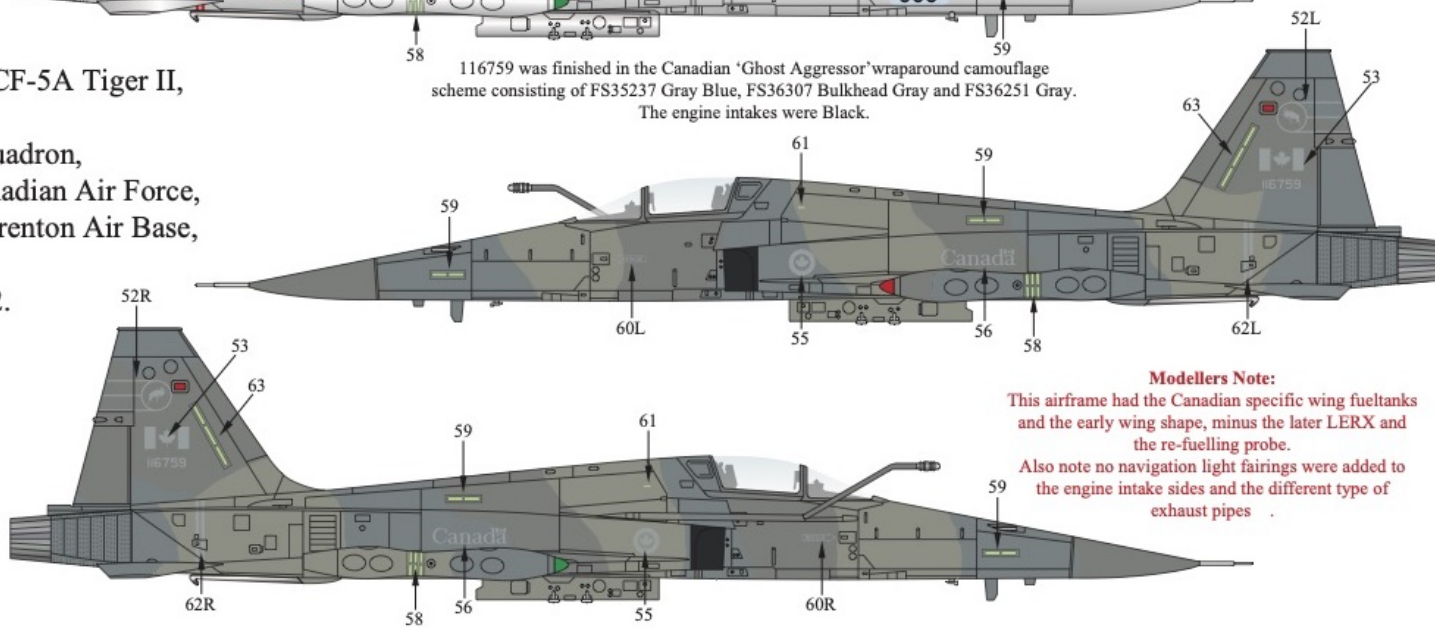 58
59
52L
CF-5A Tiger II,
116759 was finished in the Canadian ‘Ghost Aggressor’wraparound camouflage
scheme consisting of FS35237 Gray Blue, FS36307 Bulkhead Gray and FS36251 Gray.
The engine intakes were Black.
53
63
61
59
59
116759
Canada
60L
55
56
58
62L
Air Force,
Air Base,
52R
53
63
59
61
59
116759
Canada
62R
58
56
55
60R
Modellers Note:
This airframe had the Canadian specific wing fueltanks
and the early wing shape, minus the later LERX and
the re-fuelling probe.
Also note no navigation light fairings were added to
the engine intake sides and the different type of
exhaust pipes .